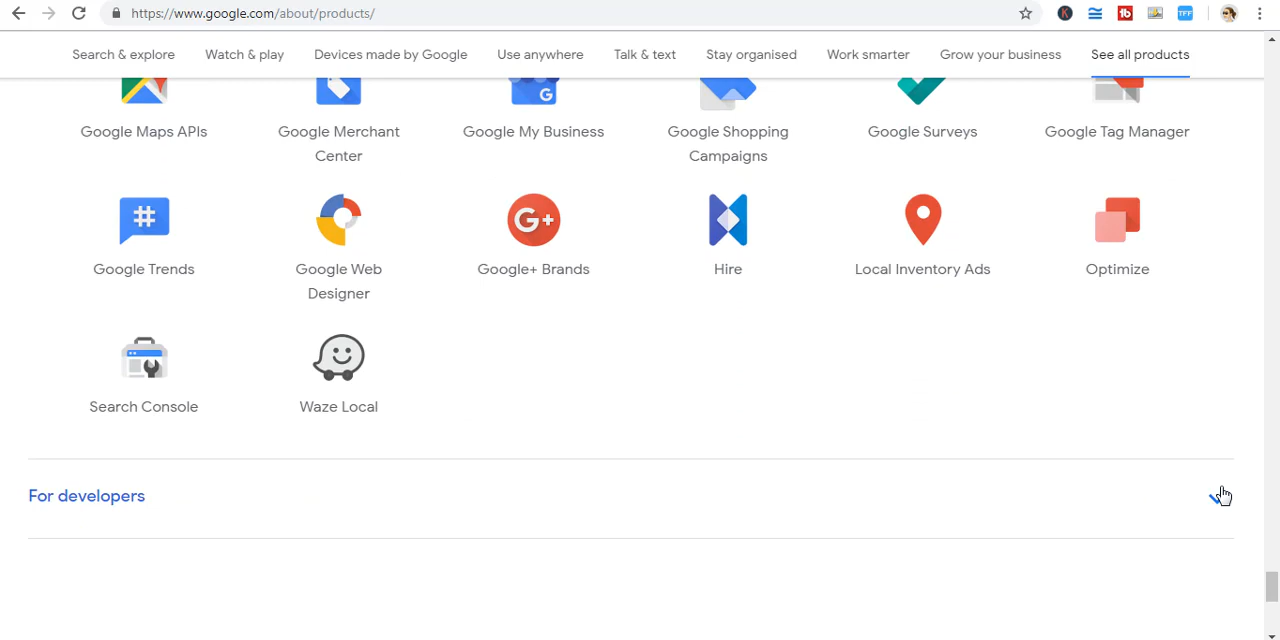 https://www.google.com/about/products/
K
tb
TFF
Search & explore
Watch & play
Devices made by Google
Use anywhere
Talk & text
Stay organised
Work smarter
Grow your business
See all products
G
Google Maps APIs
Google Merchant
Center
Google My Business
Google Shopping
Campaigns
Google Surveys
Google Tag Manager
#
Google Trends
Google Web
Designer
G+
Google+ Brands
Hire
Local Inventory Ads
Optimize
Search Console
Waze Local
For developers